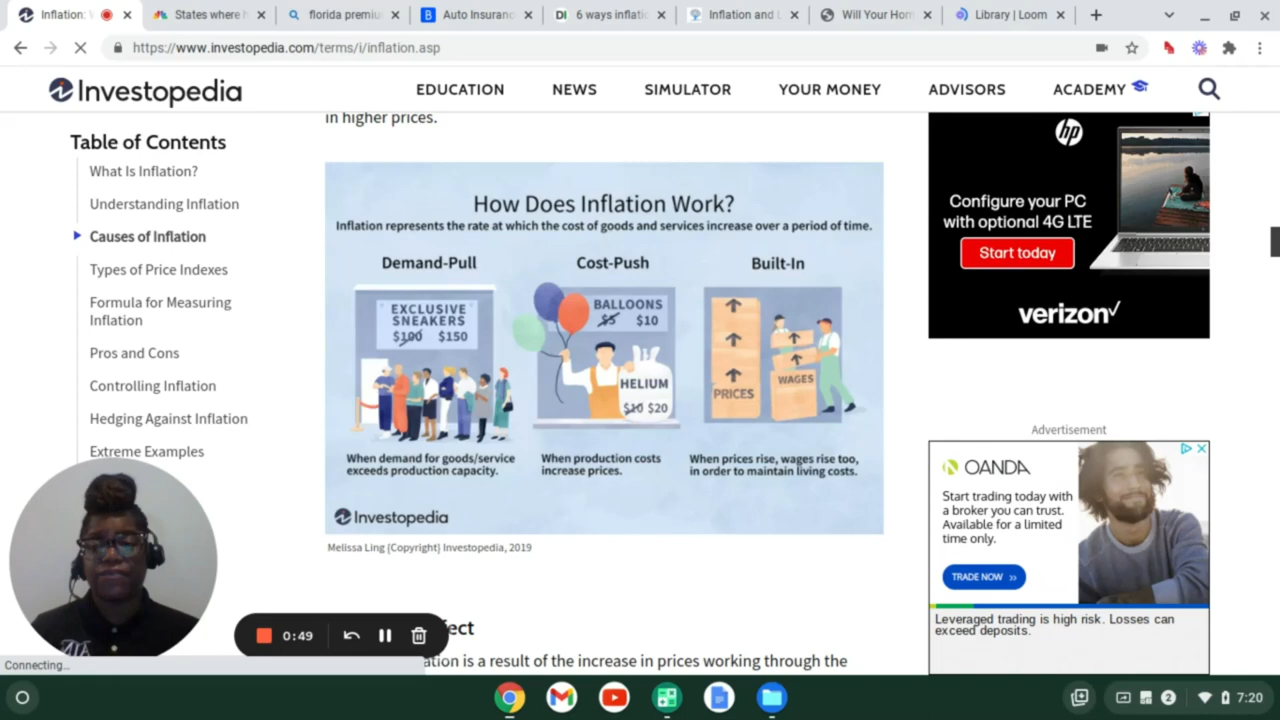 Inflation: W
States where h
florida premiu
Auto Insuranc
6 ways inflatio
Inflation and L
Will Your Hom
Library | Loom
https://www.investopedia.com/terms/i/inflation.asp
Investopedia
EDUCATION
NEWS
SIMULATOR
YOUR MONEY
ADVISORS
ACADEMY
Table of Contents
What Is Inflation?
Understanding Inflation
Causes of Inflation
Types of Price Indexes
Formula for Measuring
Inflation
Pros and Cons
Controlling Inflation
Hedging Against Inflation
Extreme Examples
in higher prices.
How Does Inflation Work?
Inflation represents the rate at which the cost of goods and services increase over a period of time.
Demand-Pull
EXCLUSIVE
SNEAKERS
$100 $150
When demand for goods/service
exceeds production capacity.
Cost-Push
BALLOONS
$5 $10
HELIUM
$10 $20
When production costs
increase prices.
Built-In
PRICES
WAGES
When prices rise, wages rise too,
in order to maintain living costs.
Investopedia
Melissa Ling {Copyright} Investopedia, 2019
ect
ation is a result of the increase in prices working through the
hp
Configure your PC
with optional 4G LTE
Start today
verizon
Advertisement
OANDA
Start trading today with
a broker you can trust.
Available for a limited
time only.
TRADE NOW »
Leveraged trading is high risk. Losses can
exceed deposits.
0:49
Connecting...
2
7:20